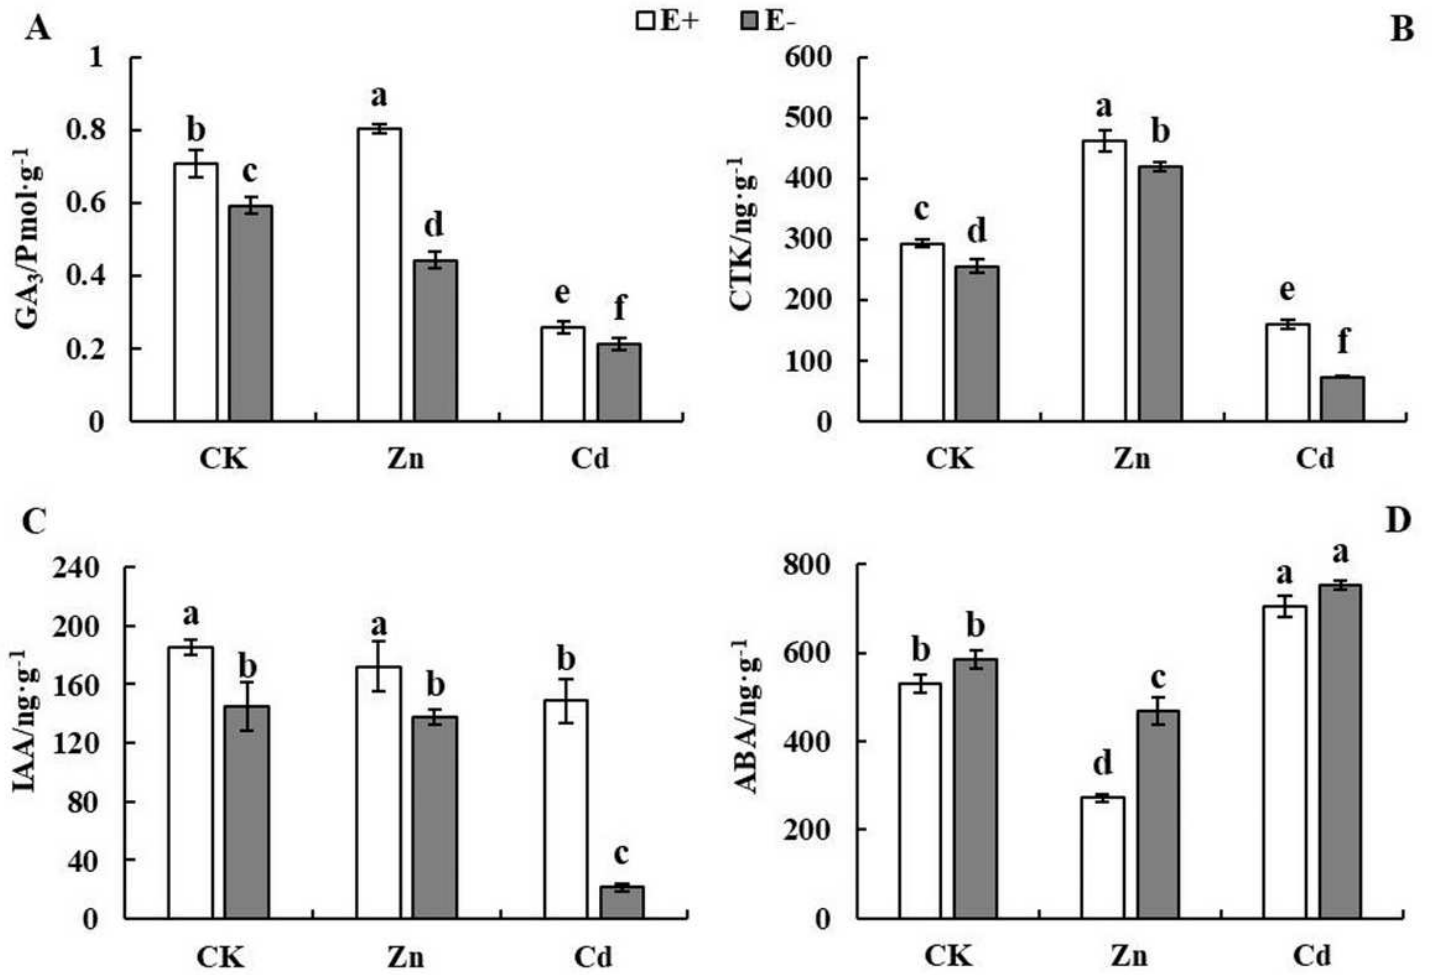 A
E+ E-
B
GA₃/Pmol·g⁻¹
1
0.8
0.6
0.4
0.2
0
b
c
a
d
e
f
CK Zn Cd
CTK/ng·g⁻¹
600
500
400
300
200
100
0
c
d
a
b
e
f
CK Zn Cd
C
IAA/ng·g⁻¹
240
200
160
120
80
40
0
a
b
a
b
b
c
CK Zn Cd
D
ABA/ng·g⁻¹
800
600
400
200
0
b
b
d
c
a
a
CK Zn Cd